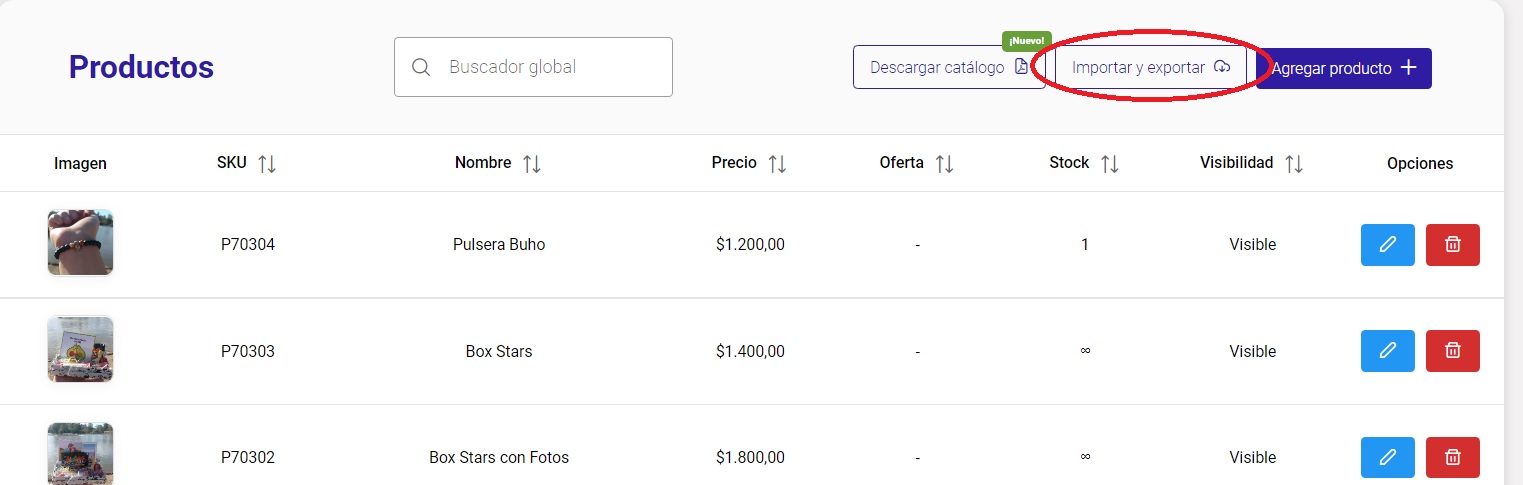 ¡Nuevo!
Productos
Buscador global
Descargar catálogo
Importar y exportar
Agregar producto
Imagen SKU Nombre Precio Oferta Stock Visibilidad Opciones
P70304 Pulsera Buho $1.200,00 - 1 Visible
P70303 Box Stars $1.400,00 - ∞ Visible
P70302 Box Stars con Fotos $1.800,00 - ∞ Visible